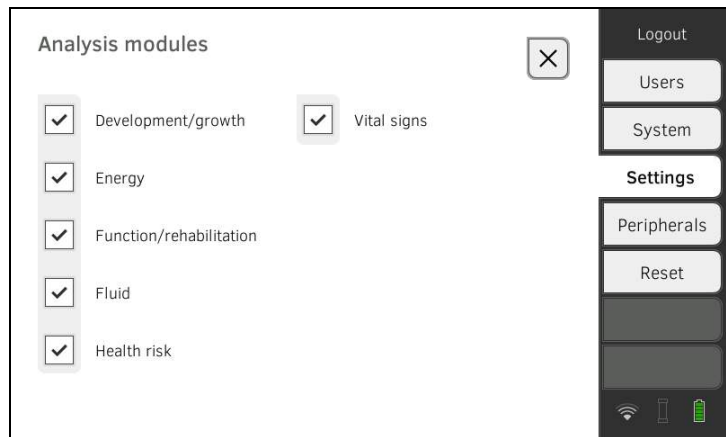 Analysis modules
Development/growth
Energy
Function/rehabilitation
Fluid
Health risk
Vital signs
Logout
Users
System
Settings
Peripherals
Reset